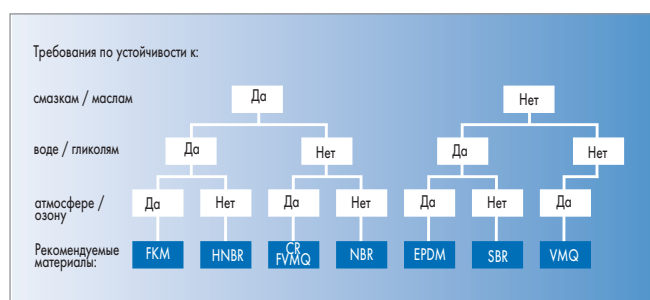 Требования по устойчивости к:
смазкам / маслам
Да
Нет
воде / гликолям
Да
Нет
Да
Нет
атмосфере /
озону
Да
Нет
Да
Нет
Да
Нет
Да
Рекомендуемые
материалы:
FKM
HNBR
CR
FVMQ
NBR
EPDM
SBR
VMQ